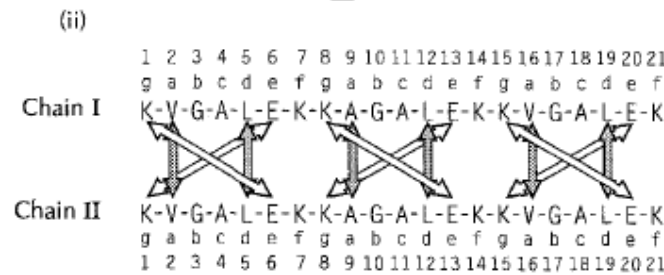 (ii)
1 2 3 4 5 6 7 8 9 10 11 12 13 14 15 16 17 18 19 20 21
g a b c d e f g a b c d e f g a b c d e f
Chain I K-V-G-A-L-E-K-K-A-G-A-L-E-K-K-V-G-A-L-E-K
Chain II K-V-G-A-L-E-K-K-A-G-A-L-E-K-K-V-G-A-L-E-K
g a b c d e f g a b c d e f g a b c d e f
1 2 3 4 5 6 7 8 9 10 11 12 13 14 15 16 17 18 19 20 21